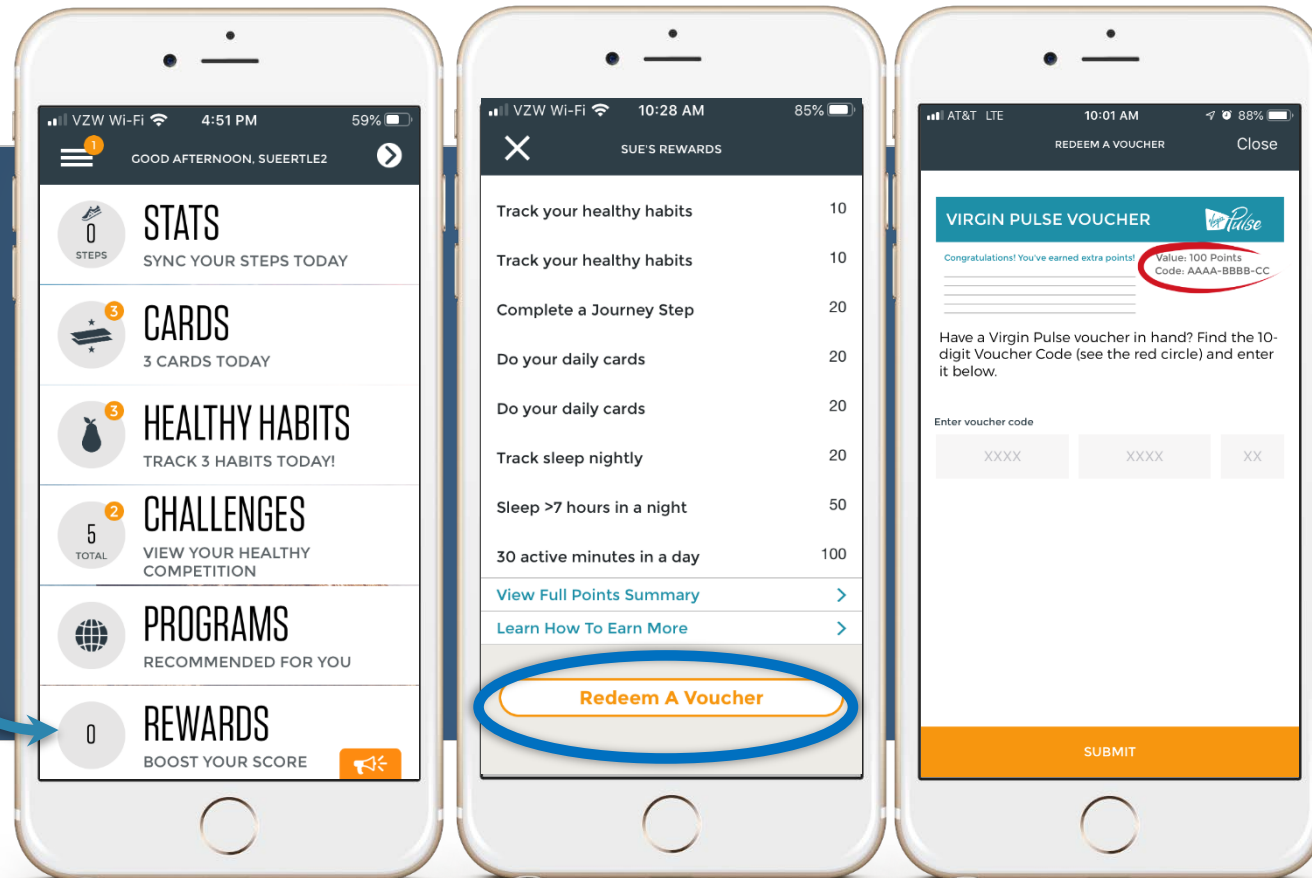 VZW Wi-Fi 4:51 PM 59%
1
GOOD AFTERNOON, SUEERTLE2
0
STEPS
STATS
SYNC YOUR STEPS TODAY
3
CARDS
3 CARDS TODAY
3
HEALTHY HABITS
TRACK 3 HABITS TODAY!
2
5
TOTAL
CHALLENGES
VIEW YOUR HEALTHY
COMPETITION
PROGRAMS
RECOMMENDED FOR YOU
0
REWARDS
BOOST YOUR SCORE
VZW Wi-Fi 10:28 AM 85%
SUE'S REWARDS
Track your healthy habits 10
Track your healthy habits 10
Complete a Journey Step 20
Do your daily cards 20
Do your daily cards 20
Track sleep nightly 20
Sleep >7 hours in a night 50
30 active minutes in a day 100
View Full Points Summary
Learn How To Earn More
Redeem A Voucher
AT&T LTE 10:01 AM 88%
REDEEM A VOUCHER Close
VIRGIN PULSE VOUCHER Virgin Pulse
Congratulations! You've earned extra points! Value: 100 Points
Code: AAAA-BBBB-CC
Have a Virgin Pulse voucher in hand? Find the 10-
digit Voucher Code (see the red circle) and enter
it below.
Enter voucher code
XXXX XXXX XX
SUBMIT